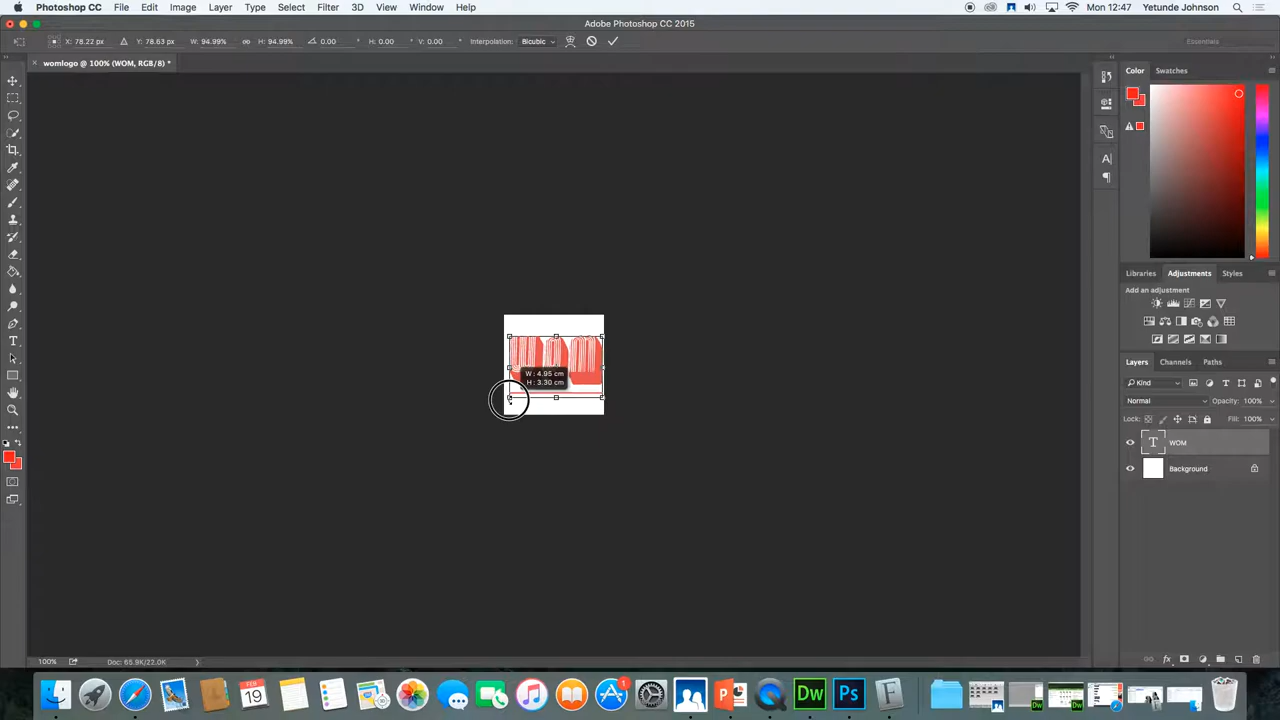 Photoshop CC File Edit Image Layer Type Select Filter 3D View Window Help Mon 12:47 Yetunde Johnson
Adobe Photoshop CC 2015
X: 78.22 px Y: 78.63 px W: 94.99% H: 94.99% 0.00 ° H: 0.00 ° V: 0.00 ° Interpolation: Bicubic Essentials
womlogo @ 100% (WOM, RGB/8) *
Color Swatches
Libraries Adjustments Styles
Add an adjustment
W : 4.95 cm
H : 3.30 cm
Layers Channels Paths
Kind
Normal Opacity: 100%
Lock: Fill: 100%
T WOM
Background
100% Doc: 65.9K/22.0K
FEB
19
1
Dw Ps